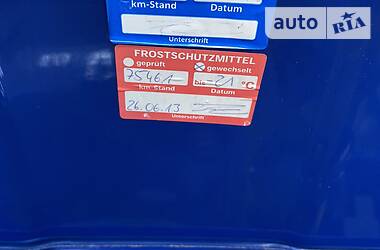 km-Stand Datum
Unterschrift
auto RIA
FROSTSCHUTZMITTEL
geprüft gewechselt
75461 bis -21 °C
km-Stand Datum
26.06.13
Unterschrift